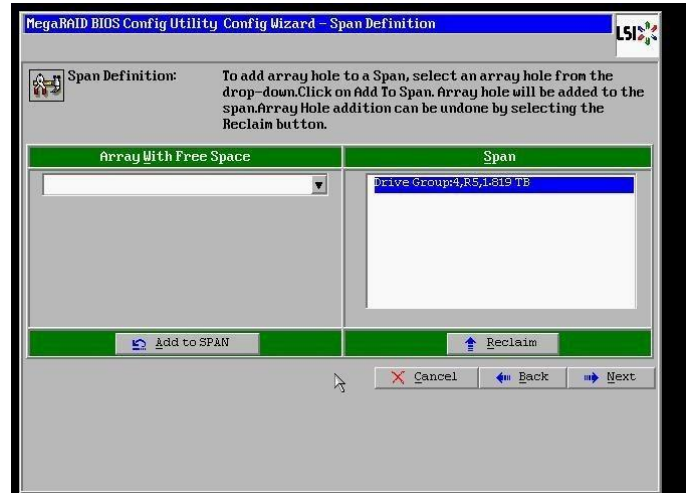 MegaRAID BIOS Config Utility Config Wizard – Span Definition
LSI
Span Definition:
To add array hole to a Span, select an array hole from the
drop-down.Click on Add To Span. Array hole will be added to the
span.Array Hole addition can be undone by selecting the
Reclaim button.
Array With Free Space
Span
Drive Group:4,R5,1.819 TB
Add to SPAN
Reclaim
Cancel
Back
Next